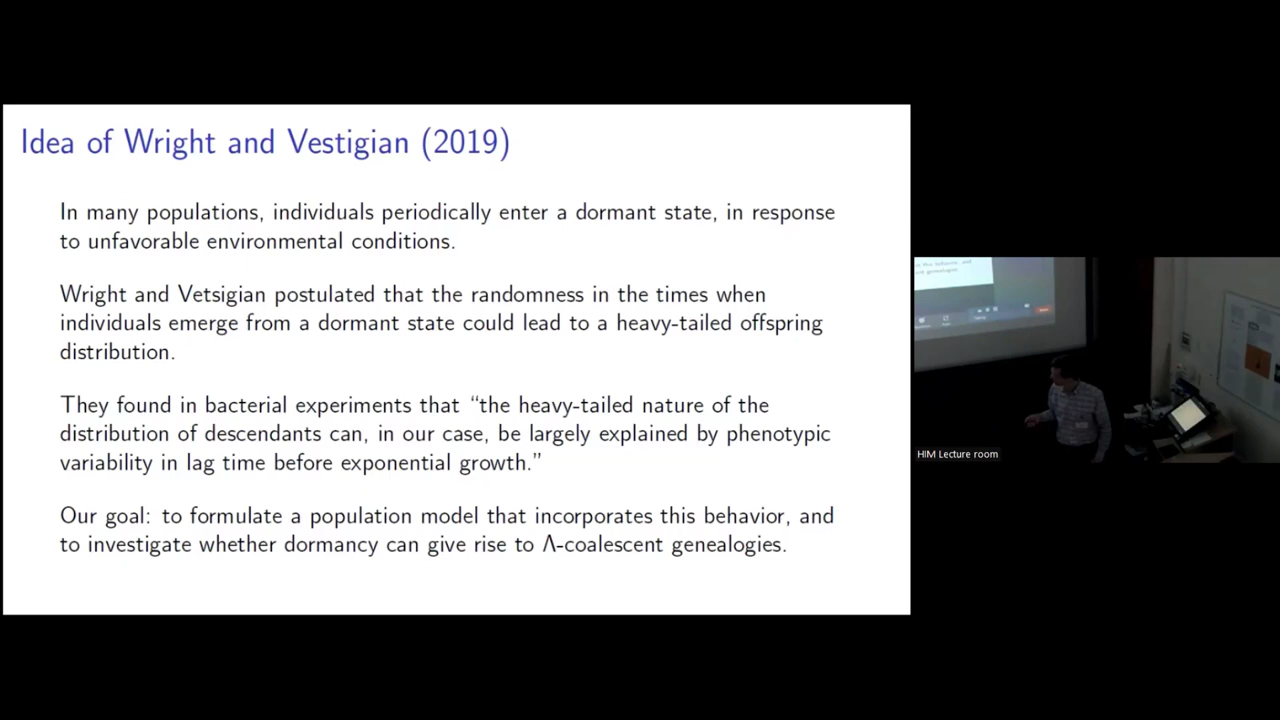 Idea of Wright and Vestigian (2019)
In many populations, individuals periodically enter a dormant state, in response
to unfavorable environmental conditions.
Wright and Vetsigian postulated that the randomness in the times when
individuals emerge from a dormant state could lead to a heavy-tailed offspring
distribution.
They found in bacterial experiments that “the heavy-tailed nature of the
distribution of descendants can, in our case, be largely explained by phenotypic
variability in lag time before exponential growth.”
Our goal: to formulate a population model that incorporates this behavior, and
to investigate whether dormancy can give rise to Λ-coalescent genealogies.
HIM Lecture room